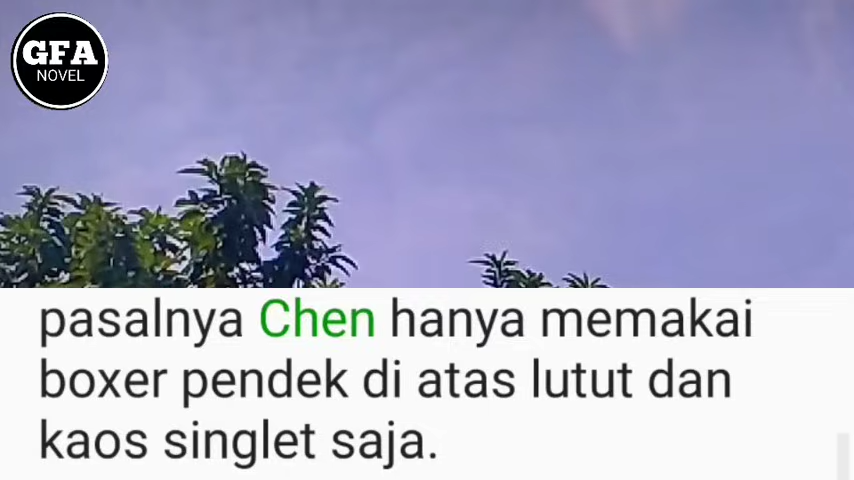 GFA
NOVEL
pasalnya Chen hanya memakai
boxer pendek di atas lutut dan
kaos singlet saja.